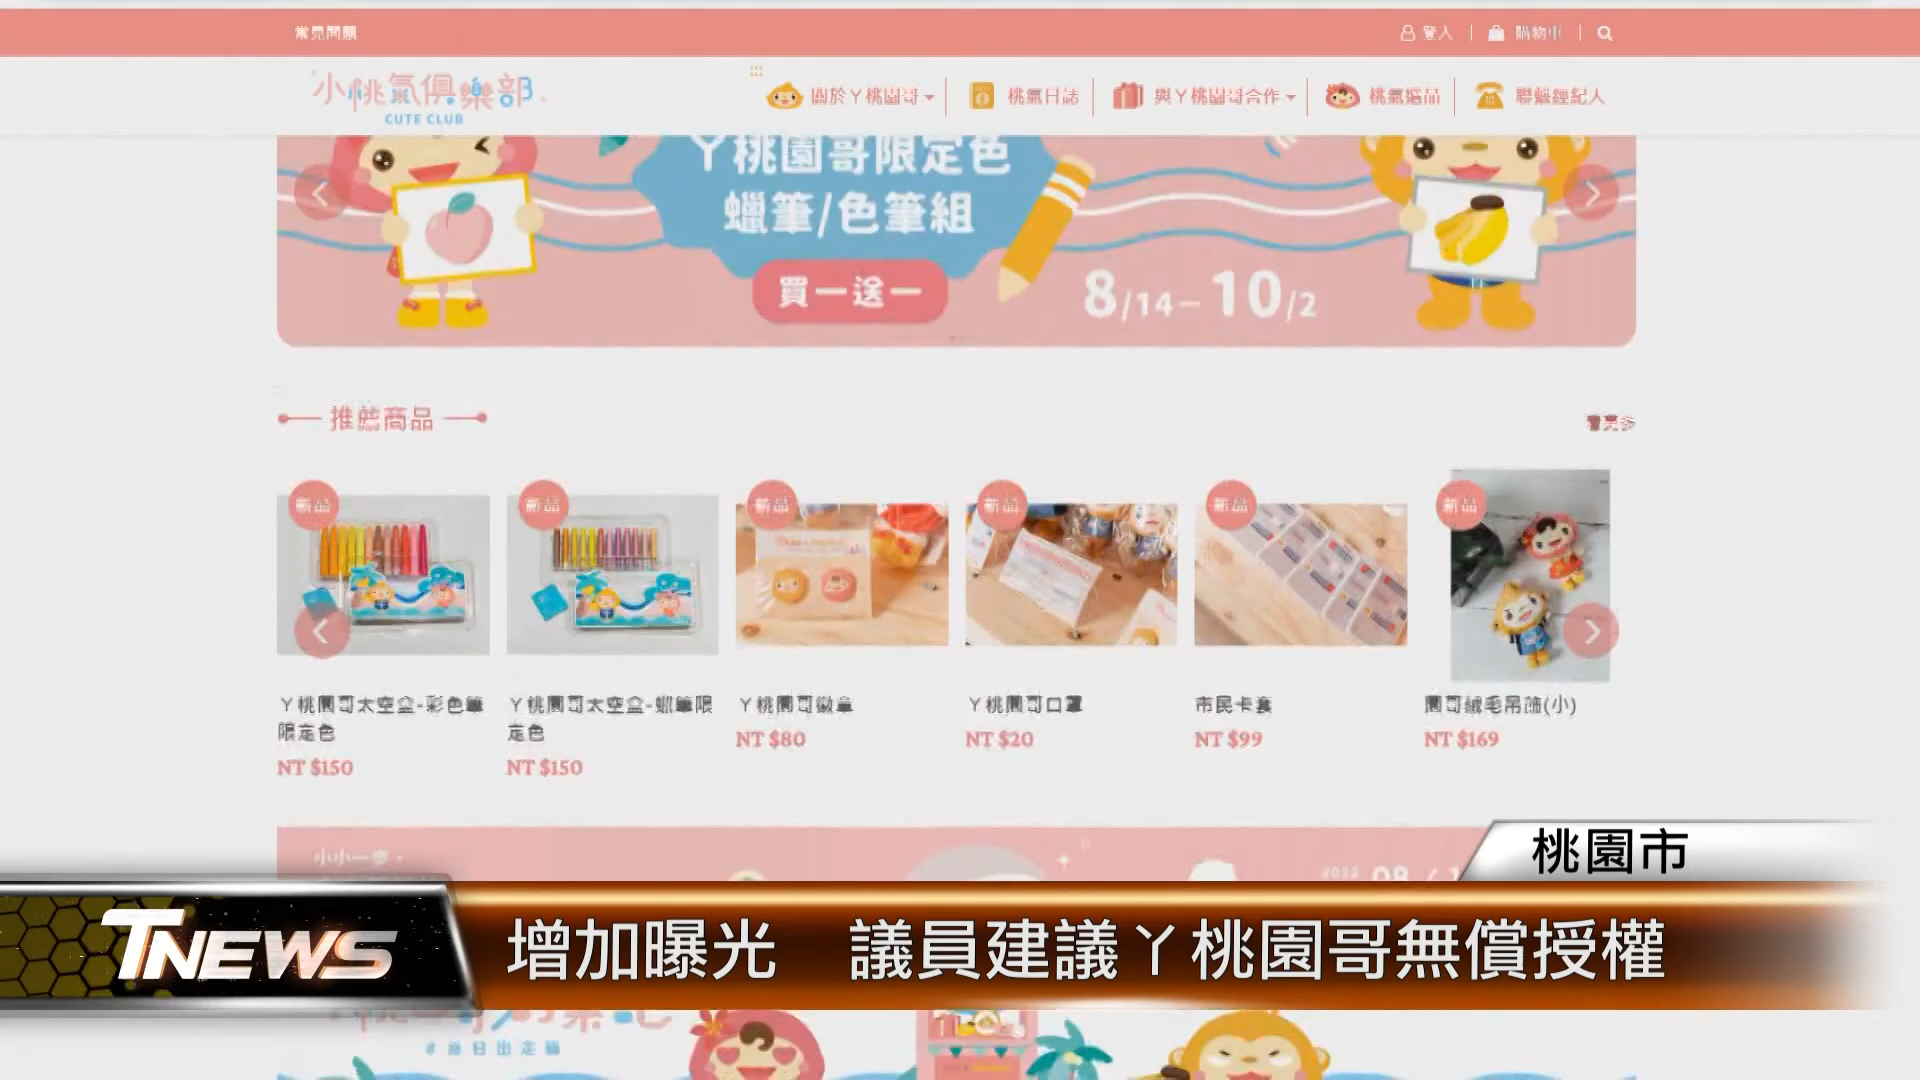 常見問題
登入
購物車
小桃氣俱樂部
CUTE CLUB
關於ㄚ桃園哥
桃氣日誌
與ㄚ桃園哥合作
桃氣選品
聯繫經紀人
ㄚ桃園哥限定色
蠟筆/色筆組
買一送一
8/14-10/2
推薦商品
看更多
新品
新品
新品
新品
新品
新品
ㄚ桃園哥太空盒-彩色筆
限定色
NT $150
ㄚ桃園哥太空盒-蠟筆限
定色
NT $150
ㄚ桃園哥徽章
NT $80
ㄚ桃園哥口罩
NT $20
市民卡套
NT $99
園哥絨毛吊飾(小)
NT $169
小小一步
桃園市
TNEWS
增加曝光 議員建議ㄚ桃園哥無償授權